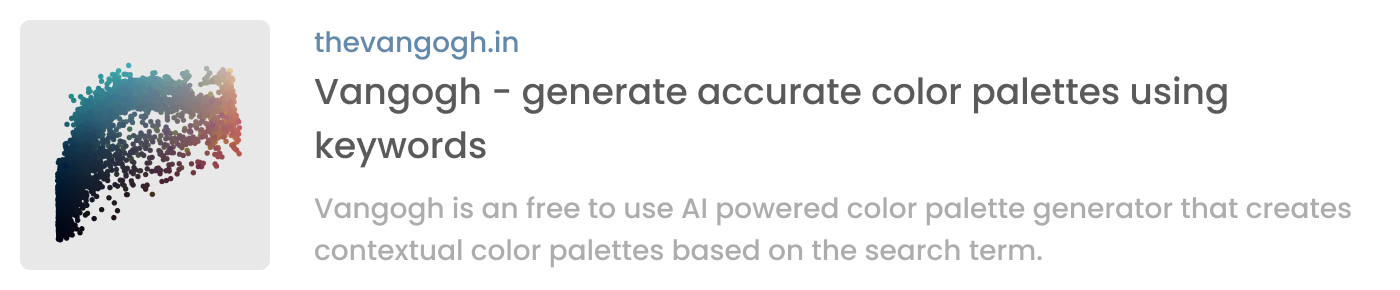 thevangogh.in
Vangogh - generate accurate color palettes using
keywords
Vangogh is an free to use AI powered color palette generator that creates
contextual color palettes based on the search term.